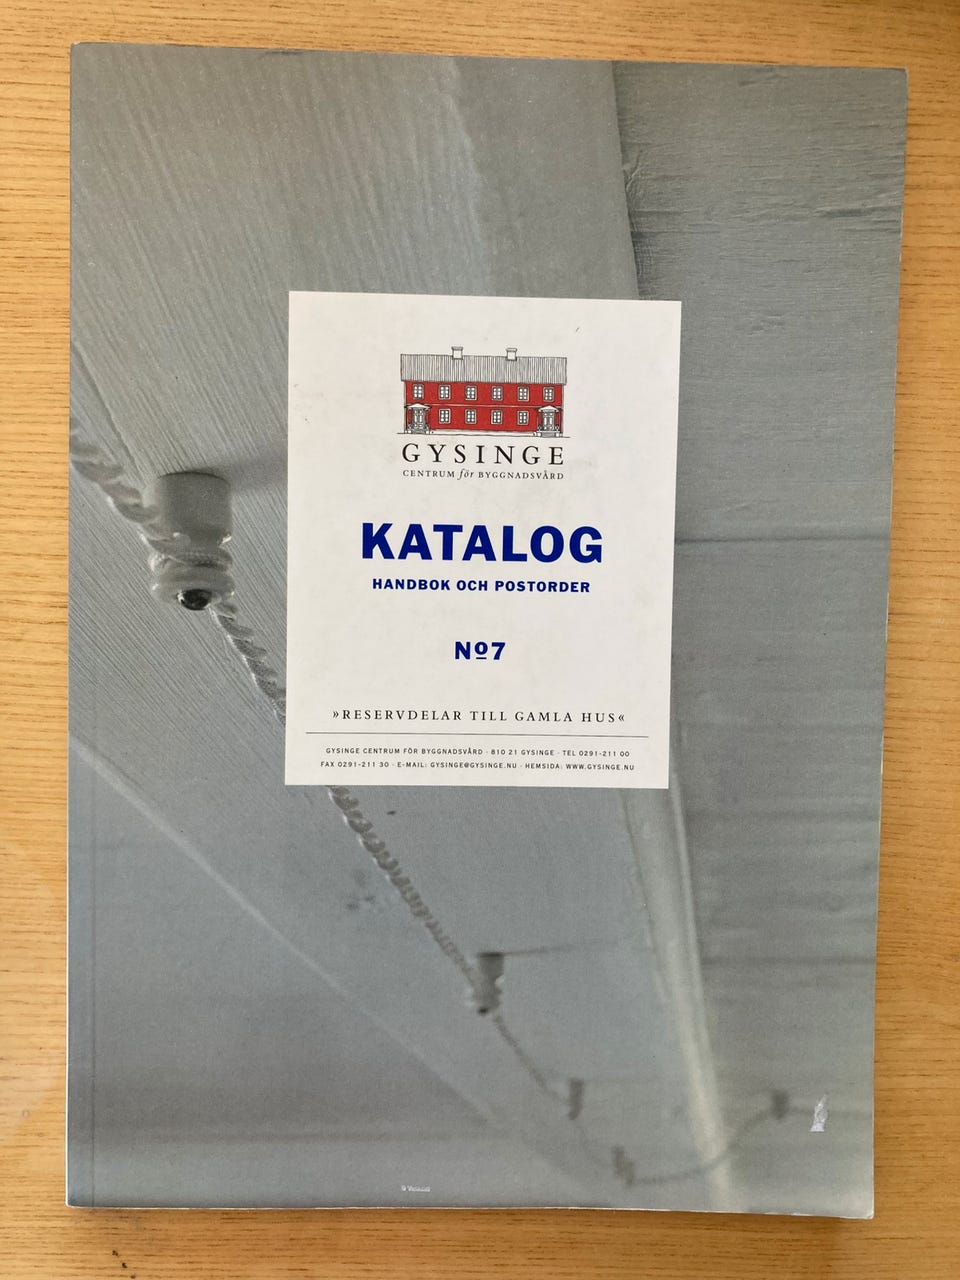 GYSINGE
CENTRUM för BYGGNADSVÅRD
KATALOG
HANDBOK OCH POSTORDER
Nº7
»RESERVDELAR TILL GAMLA HUS«
GYSINGE CENTRUM FÖR BYGGNADSVÅRD · 810 21 GYSINGE · TEL 0291-211 00
FAX 0291-211 30 · E-MAIL: GYSINGE@GYSINGE.NU · HEMSIDA: WWW.GYSINGE.NU